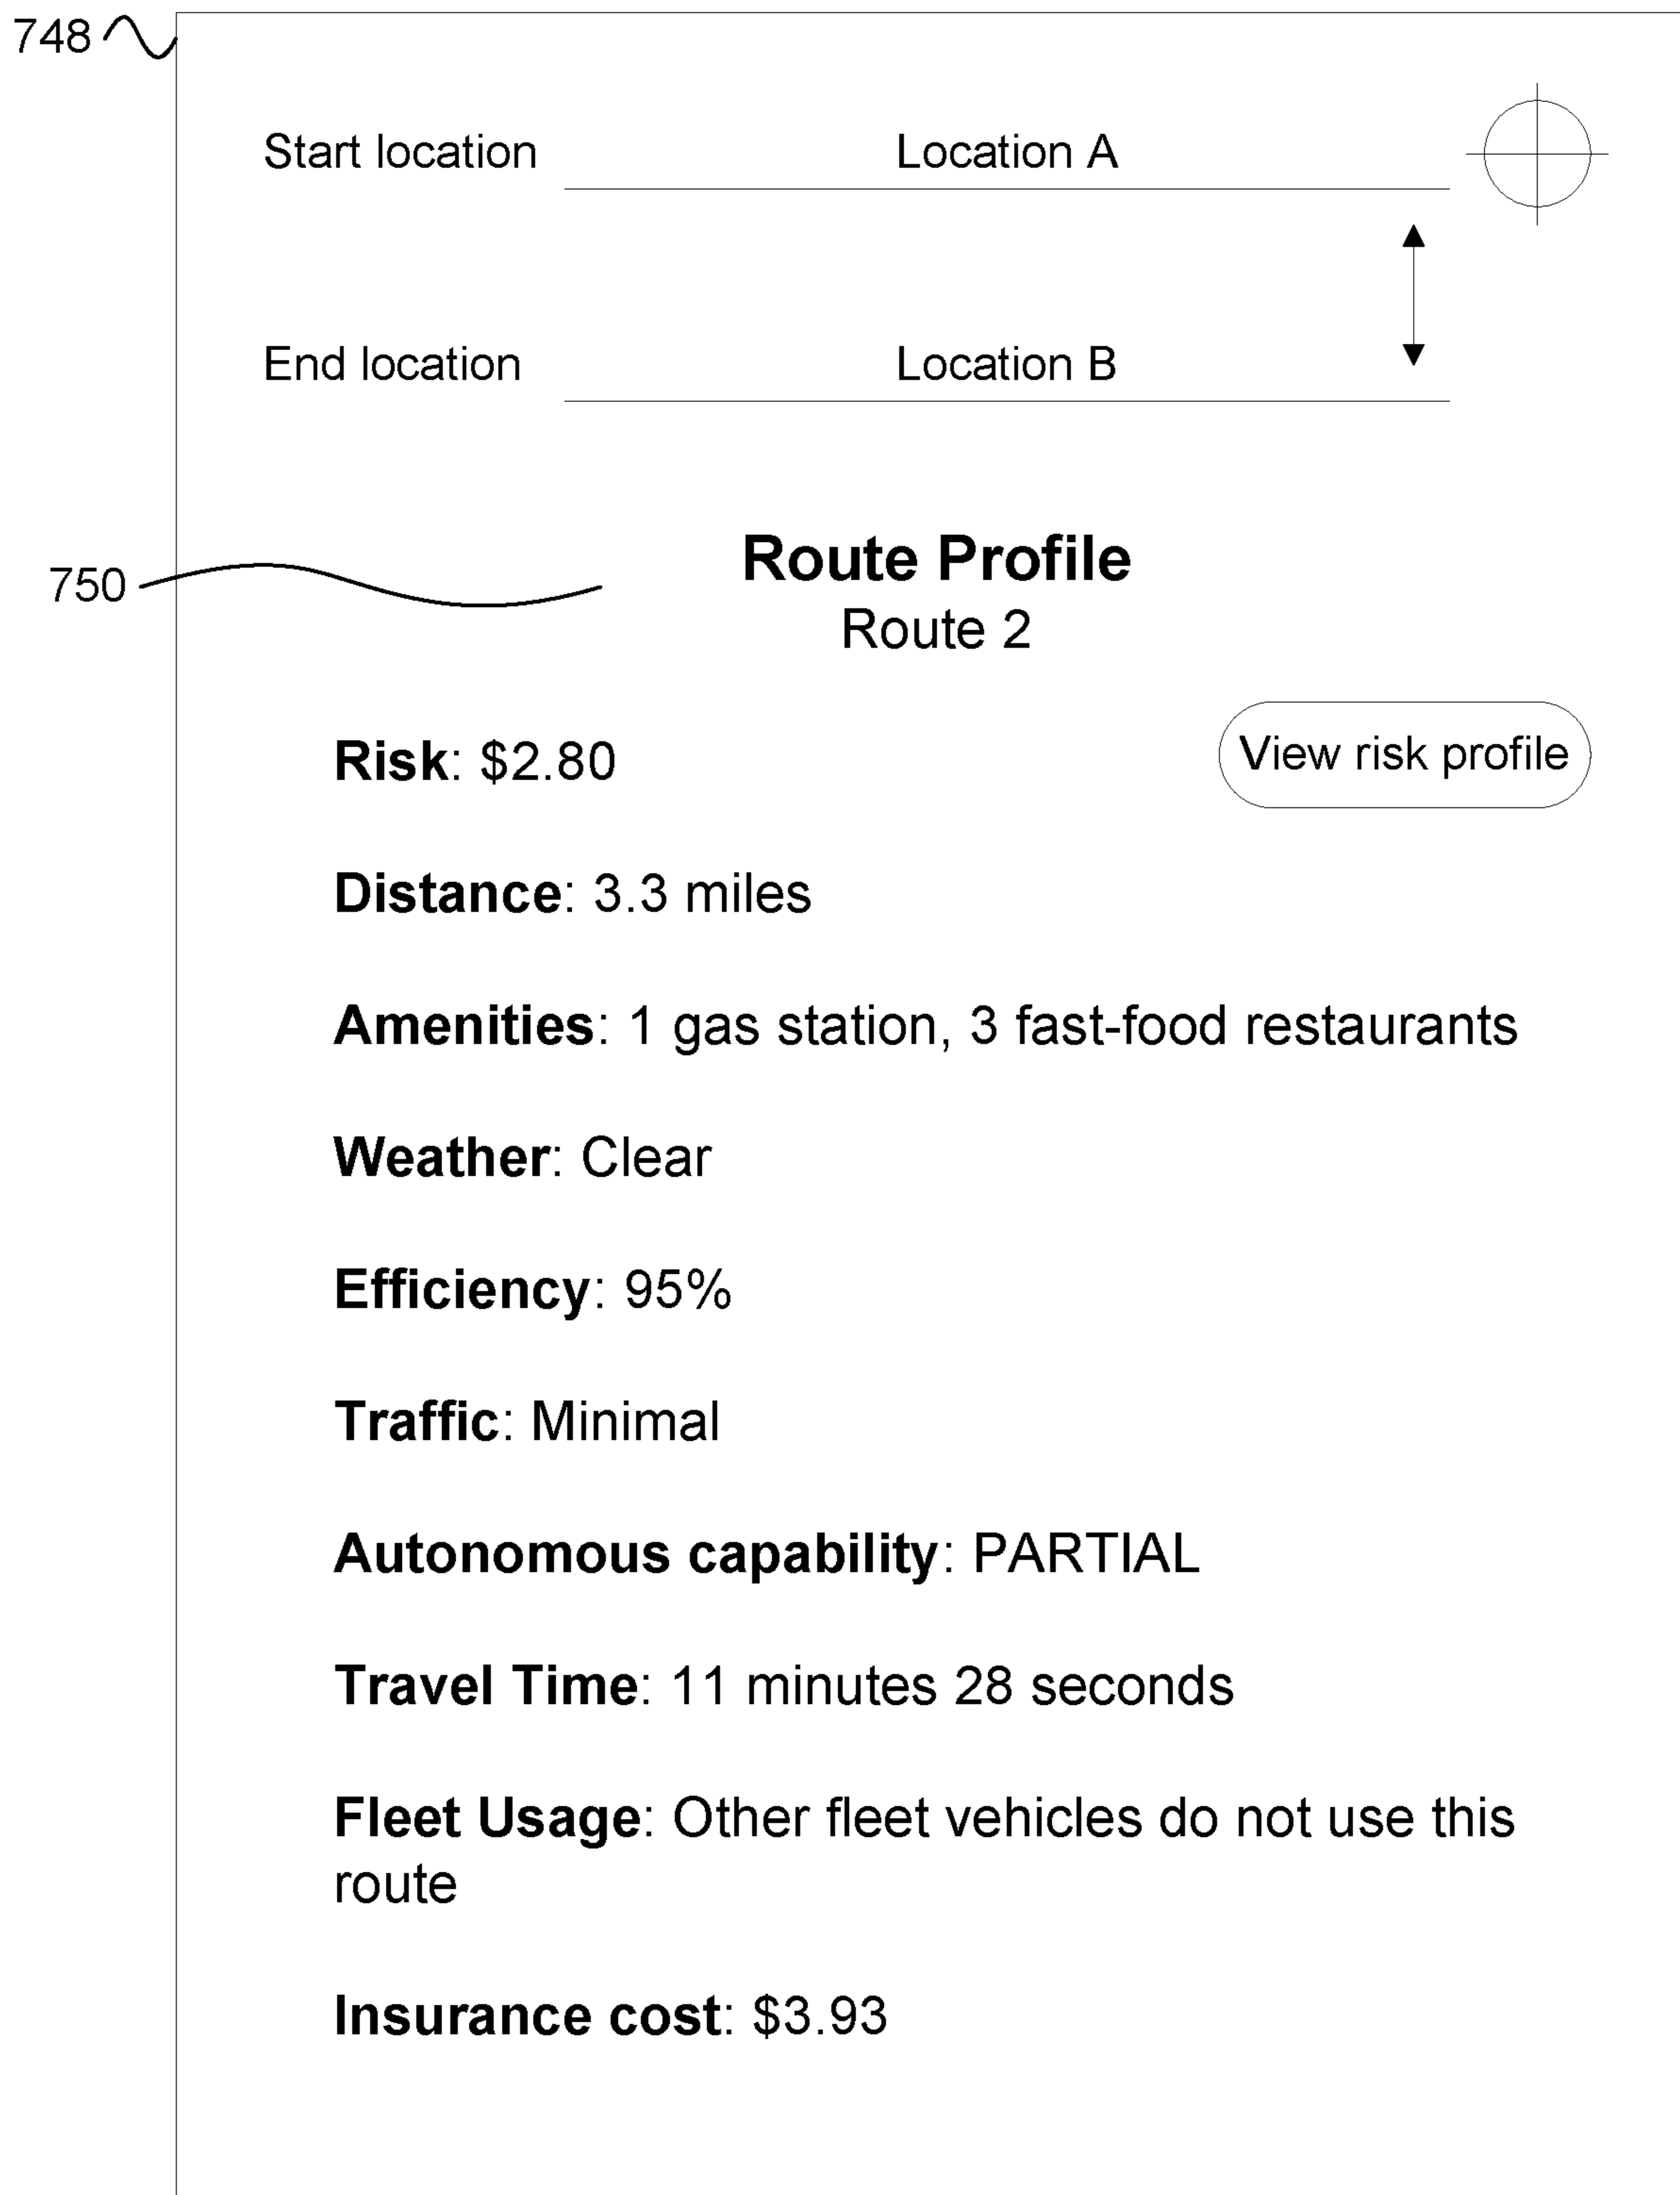 748
Start location Location A
End location Location B
750
Route Profile
Route 2
Risk: $2.80
View risk profile
Distance: 3.3 miles
Amenities: 1 gas station, 3 fast-food restaurants
Weather: Clear
Efficiency: 95%
Traffic: Minimal
Autonomous capability: PARTIAL
Travel Time: 11 minutes 28 seconds
Fleet Usage: Other fleet vehicles do not use this
route
Insurance cost: $3.93